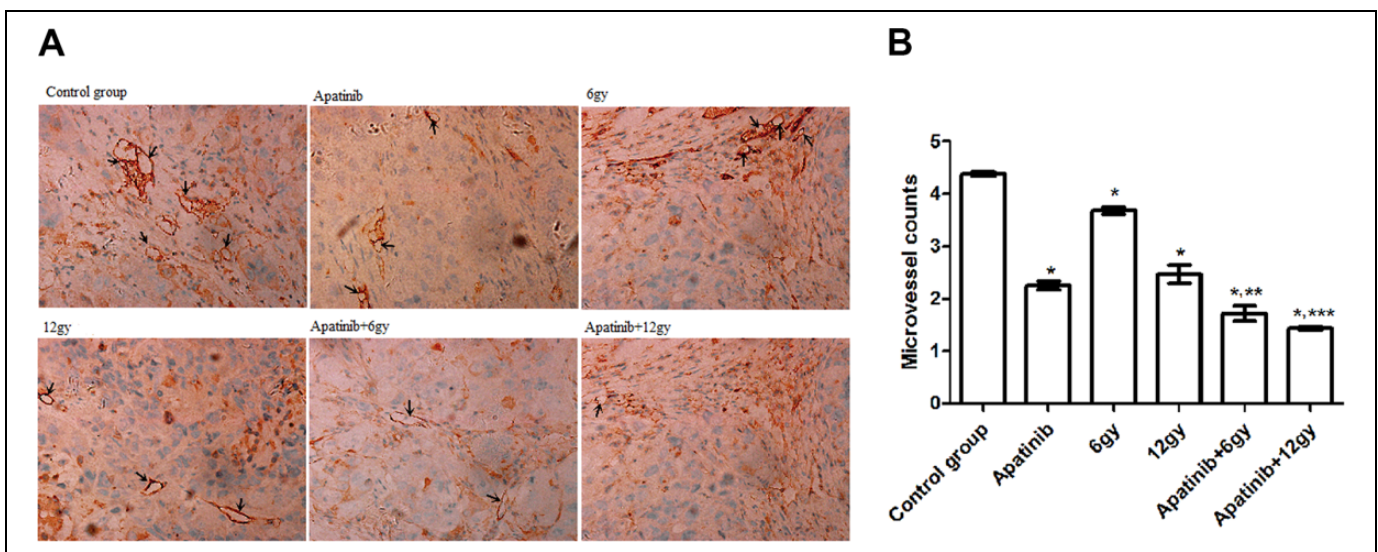 A
B
Control group
Apatinib
6gy
12gy
Apatinib+6gy
Apatinib+12gy
Microvessel counts
5
4
3
2
1
0
*
*
*
*,**
*,***
Control group
Apatinib
6gy
12gy
Apatinib+6gy
Apatinib+12gy